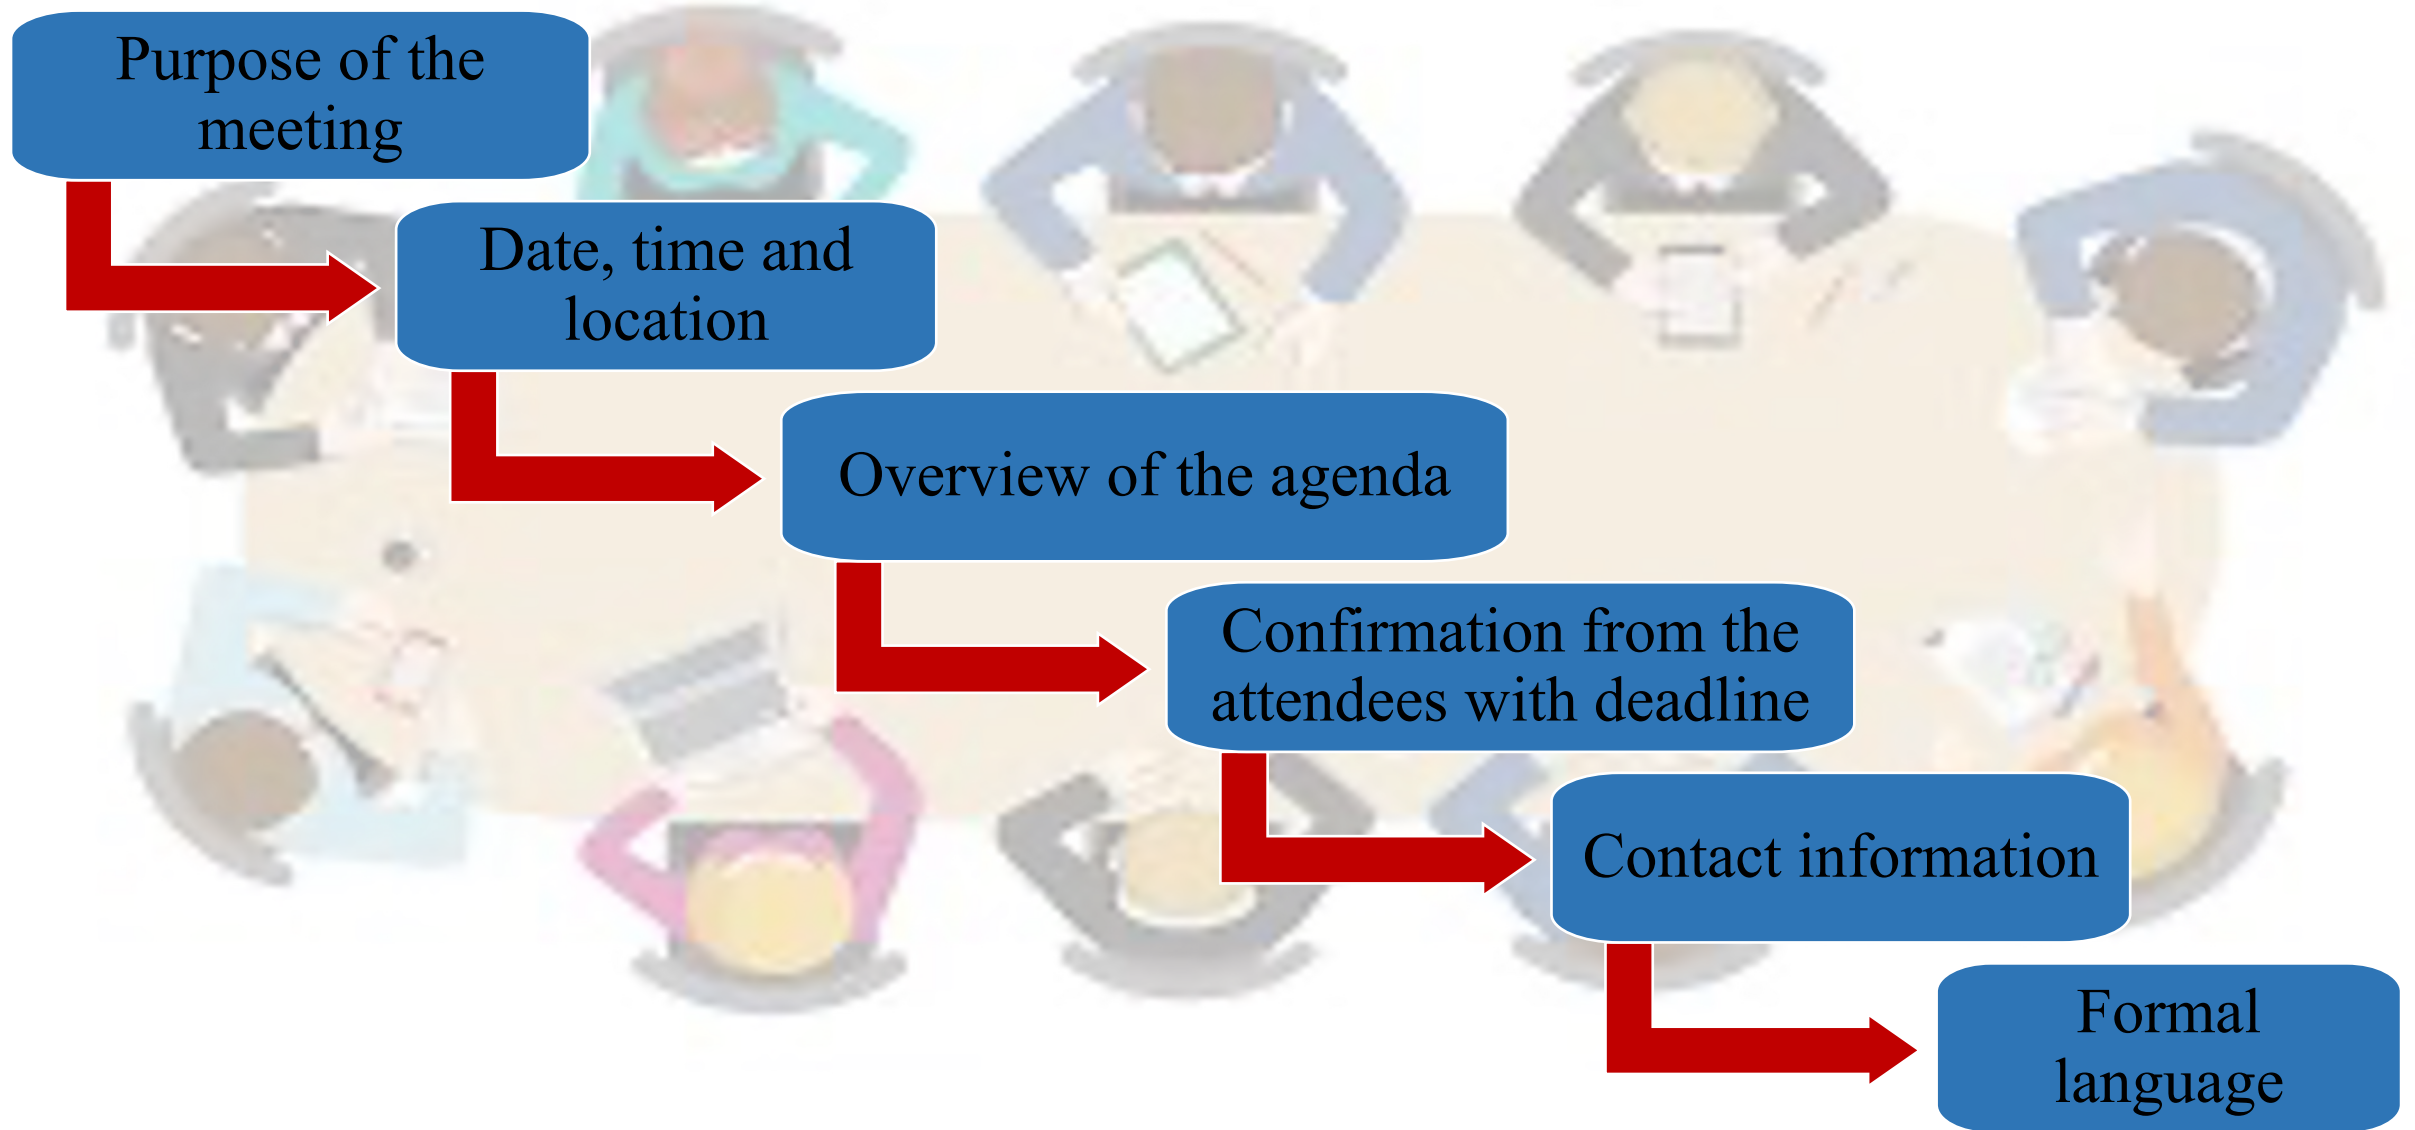 Purpose of the
meeting
Date, time and
location
Overview of the agenda
Confirmation from the
attendees with deadline
Contact information
Formal
language